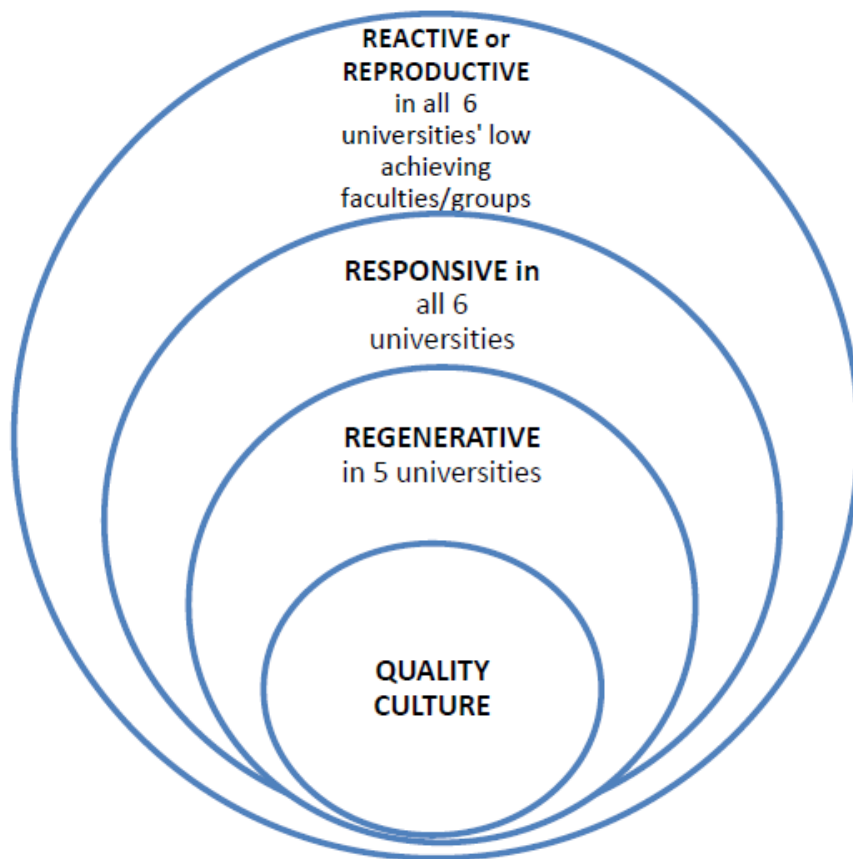 REACTIVE or
REPRODUCTIVE
in all 6
universities' low
achieving
faculties/groups
RESPONSIVE in
all 6
universities
REGENERATIVE
in 5 universities
QUALITY
CULTURE